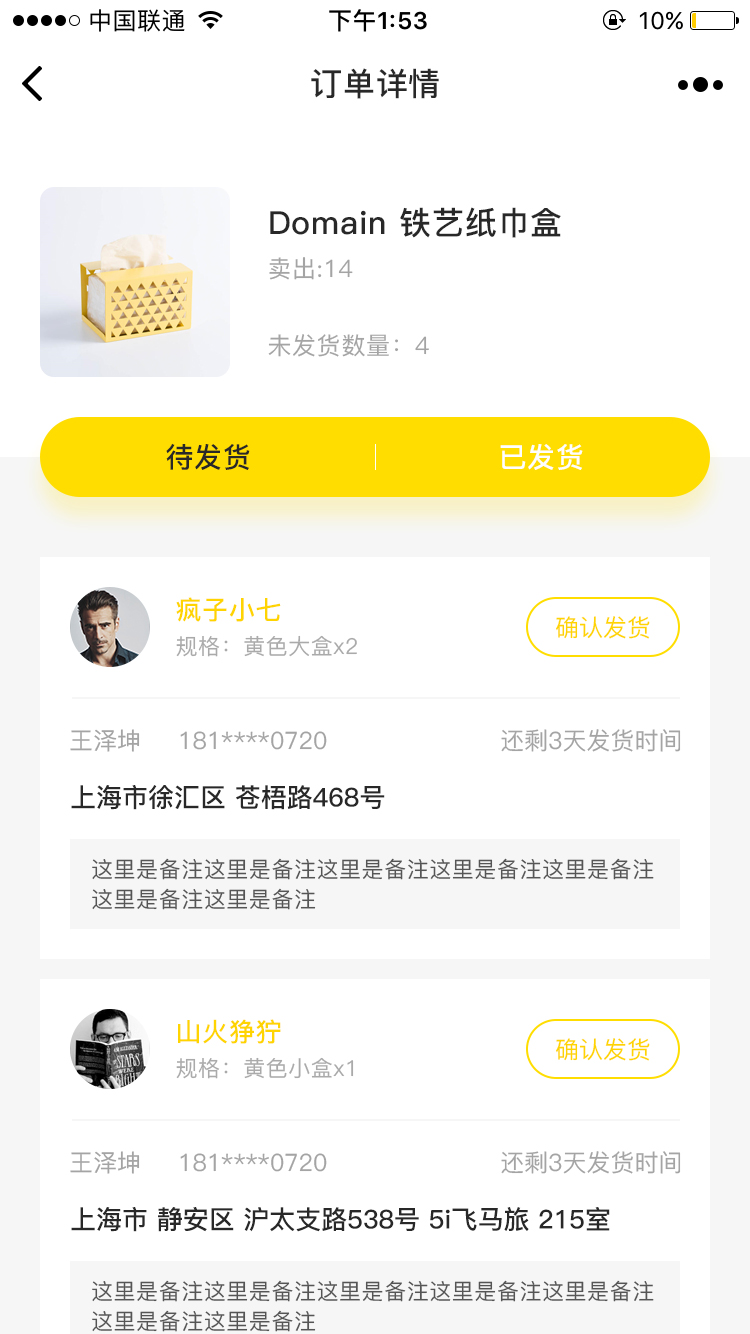 中国联通
下午1:53
10%
订单详情
Domain 铁艺纸巾盒
卖出:14
未发货数量：4
待发货
已发货
疯子小七
规格：黄色大盒x2
确认发货
王泽坤
181****0720
还剩3天发货时间
上海市徐汇区 苍梧路468号
这里是备注这里是备注这里是备注这里是备注这里是备注
这里是备注这里是备注
山火狰狞
规格：黄色小盒x1
确认发货
王泽坤
181****0720
还剩3天发货时间
上海市 静安区 沪太支路538号 5i飞马旅 215室
这里是备注这里是备注这里是备注这里是备注这里是备注
这里是备注这里是备注